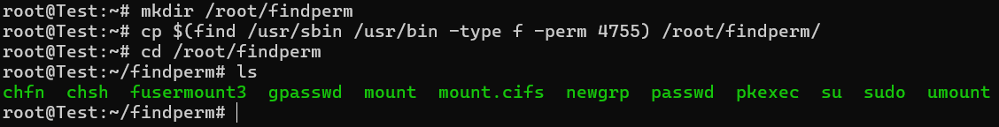 root@Test:~# mkdir /root/findperm
root@Test:~# cp $(find /usr/sbin /usr/bin -type f -perm 4755) /root/findperm/
root@Test:~# cd /root/findperm
root@Test:~/findperm# ls
chfn  chsh  fusermount3  gpasswd  mount  mount.cifs  newgrp  passwd  pkexec  su  sudo  umount
root@Test:~/findperm#